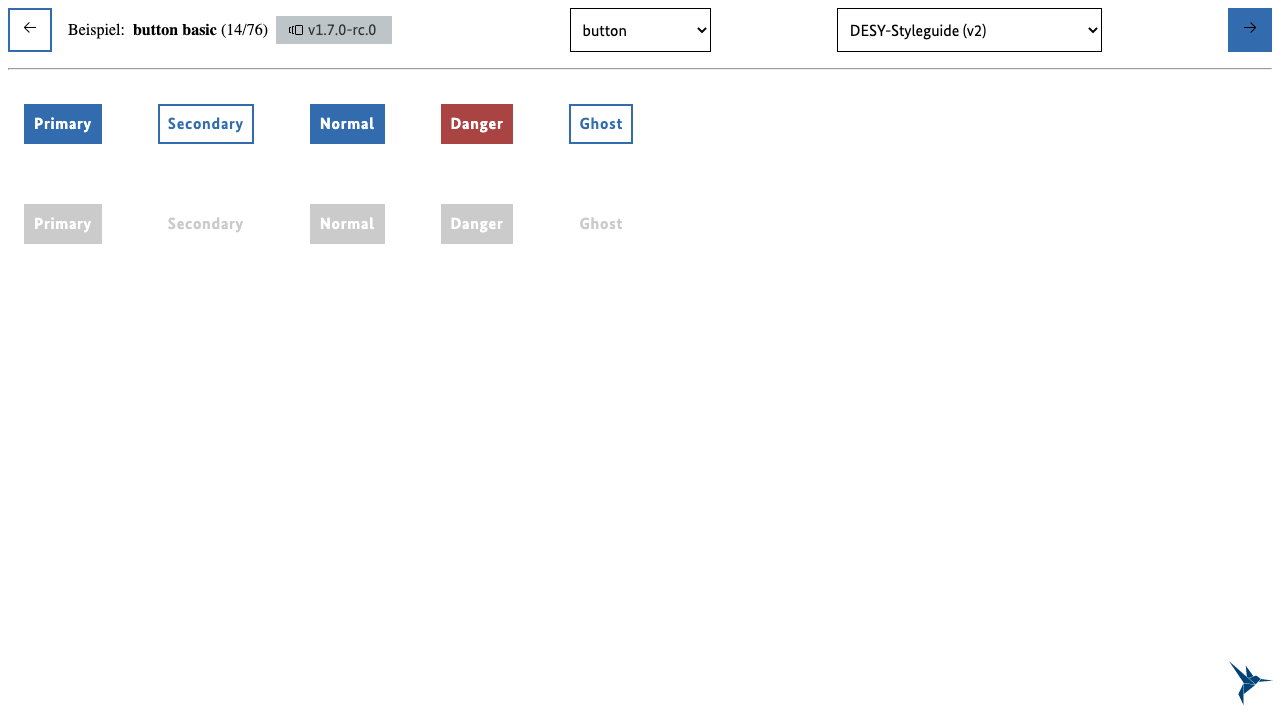 ← Beispiel: button basic (14/76) v1.7.0-rc.0 button DESY-Styleguide (v2) →
Primary Secondary Normal Danger Ghost
Primary Secondary Normal Danger Ghost